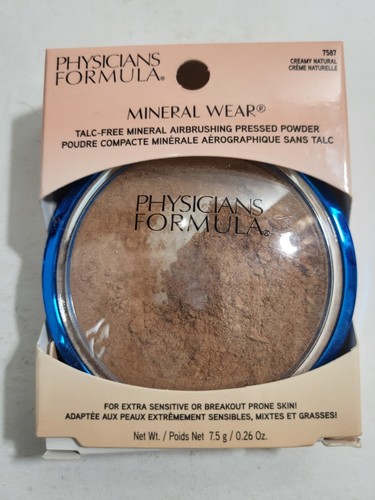 PHYSICIANS
FORMULA®
7587
CREAMY NATURAL
CRÈME NATURELLE
MINERAL WEAR®
TALC-FREE MINERAL AIRBRUSHING PRESSED POWDER
POUDRE COMPACTE MINÉRALE AÉROGRAPHIQUE SANS TALC
PHYSICIANS
FORMULA®
FOR EXTRA SENSITIVE OR BREAKOUT PRONE SKIN!
ADAPTÉE AUX PEAUX EXTRÊMEMENT SENSIBLES, MIXTES ET GRASSES!
Net Wt. / Poids Net 7.5 g / 0.26 Oz.